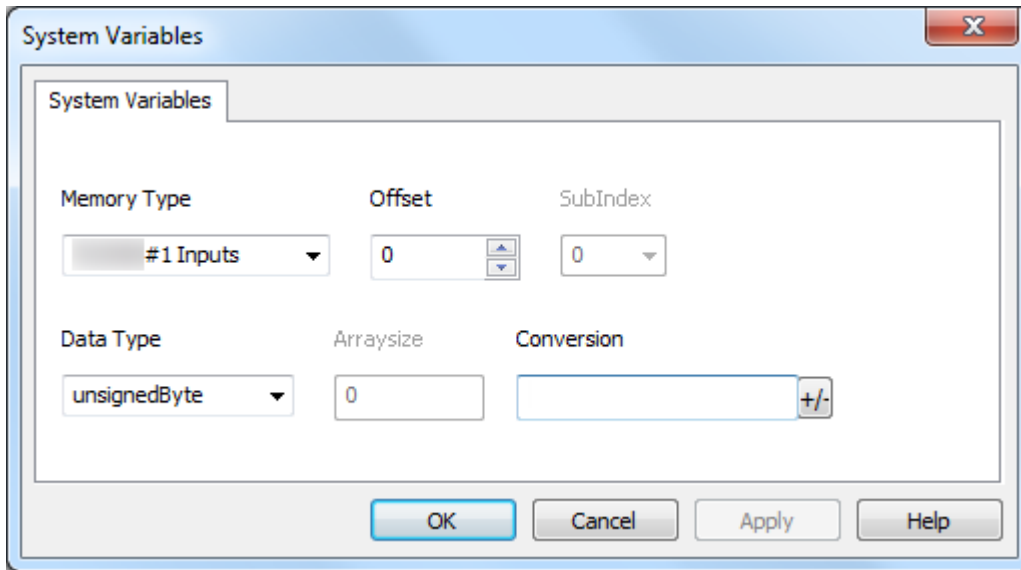 System Variables
System Variables
Memory Type Offset SubIndex
#1 Inputs 0 0
Data Type Arraysize Conversion
unsignedByte 0 +/-
OK Cancel Apply Help